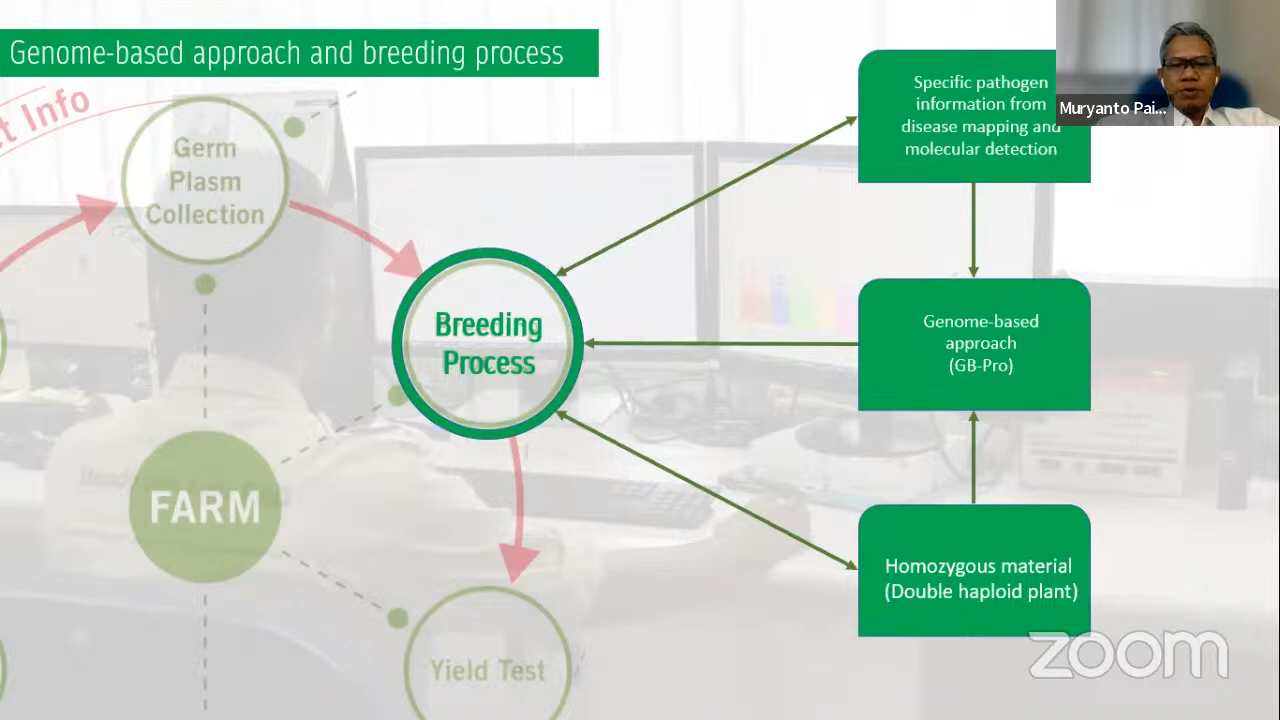 Genome-based approach and breeding process
t Info
Germ
Plasm
Collection
Breeding
Process
FARM
Yield Test
Specific pathogen
information from
disease mapping and
molecular detection
Genome-based
approach
(GB-Pro)
Homozygous material
(Double haploid plant)
Muryanto Pai...
zoom